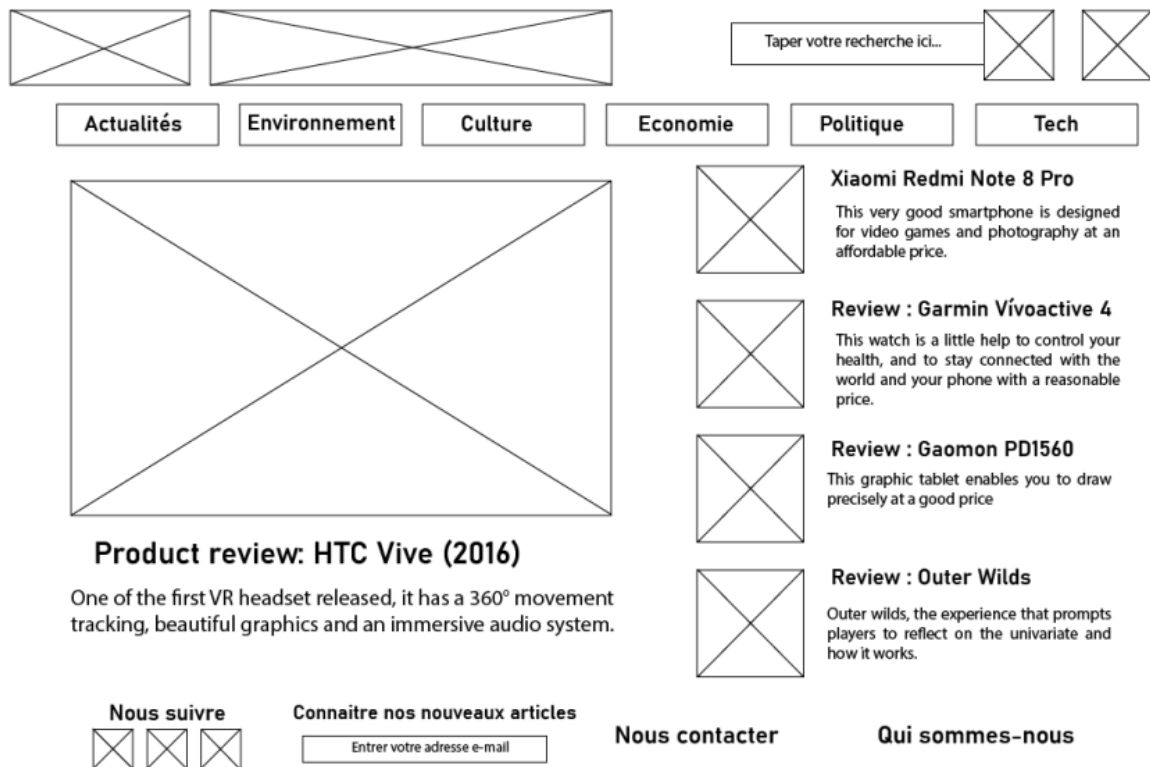 Taper votre recherche ici...
Actualités
Environnement
Culture
Economie
Politique
Tech
Product review: HTC Vive (2016)
One of the first VR headset released, it has a 360° movement
tracking, beautiful graphics and an immersive audio system.
Xiaomi Redmi Note 8 Pro
This very good smartphone is designed
for video games and photography at an
affordable price.
Review : Garmin Vívoactive 4
This watch is a little help to control your
health, and to stay connected with the
world and your phone with a reasonable
price.
Review : Gaomon PD1560
This graphic tablet enables you to draw
precisely at a good price
Review : Outer Wilds
Outer wilds, the experience that prompts
players to reflect on the univariate and
how it works.
Nous suivre
Connaitre nos nouveaux articles
Entrer votre adresse e-mail
Nous contacter
Qui sommes-nous